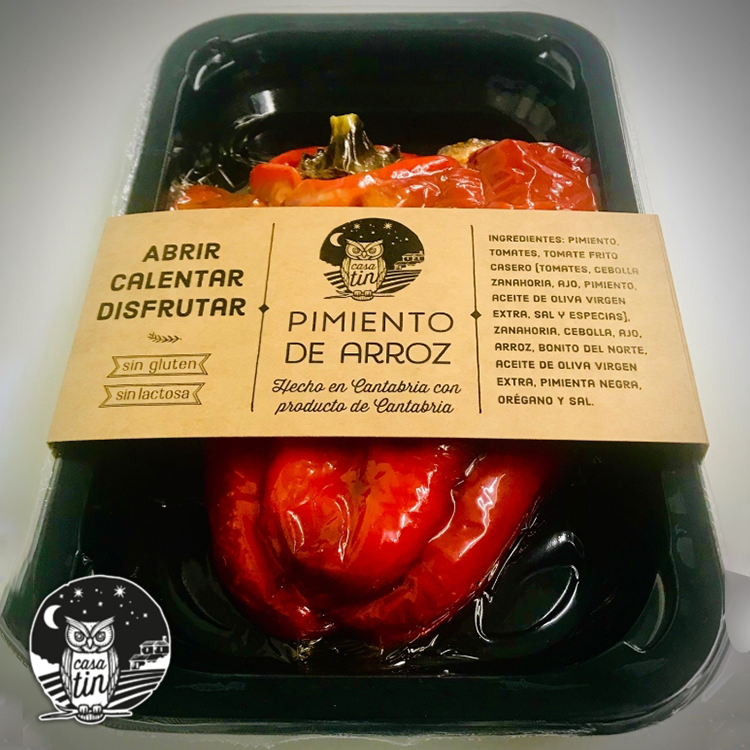 ABRIR
CALENTAR
DISFRUTAR
sin gluten
sin lactosa
casa
tin
PIMIENTO
DE ARROZ
Hecho en Cantabria con
producto de Cantabria
INGREDIENTES: PIMIENTO,
TOMATES, TOMATE FRITO
CASERO (TOMATES, CEBOLLA
ZANAHORIA, AJO, PIMIENTO,
ACEITE DE OLIVA VIRGEN
EXTRA, SAL Y ESPECIAS),
ZANAHORIA, CEBOLLA, AJO,
ARROZ, BONITO DEL NORTE,
ACEITE DE OLIVA VIRGEN
EXTRA, PIMIENTA NEGRA,
ORÉGANO Y SAL.
casa
tin